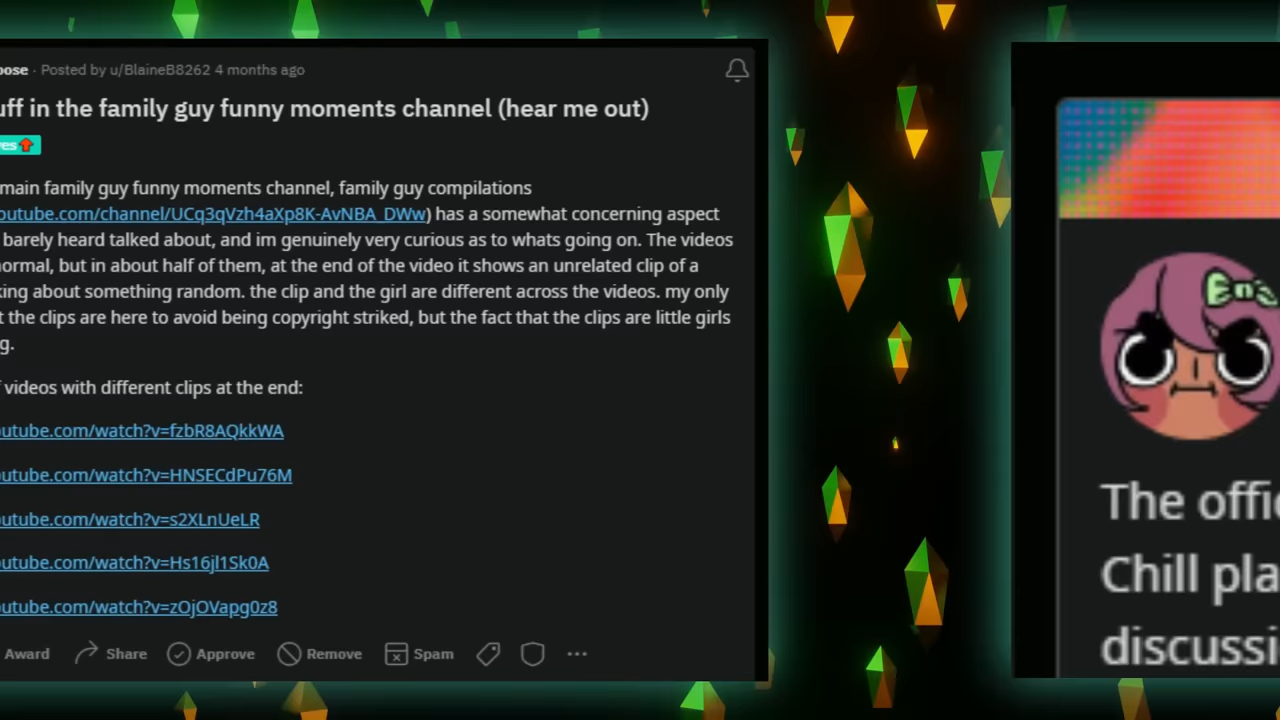 oose · Posted by u/BlaineB8262 4 months ago
uff in the family guy funny moments channel (hear me out)
ves
main family guy funny moments channel, family guy compilations
outube.com/channel/UCq3qVzh4aXp8K-AvNBA_DWw) has a somewhat concerning aspect
barely heard talked about, and im genuinely very curious as to whats going on. The videos
normal, but in about half of them, at the end of the video it shows an unrelated clip of a
king about something random. the clip and the girl are different across the videos. my only
t the clips are here to avoid being copyright striked, but the fact that the clips are little girls
g.
f videos with different clips at the end:
outube.com/watch?v=fzbR8AQkkWA
outube.com/watch?v=HNSECdPu76M
outube.com/watch?v=s2XLnUeLR
outube.com/watch?v=Hs16jl1Sk0A
outube.com/watch?v=zOjOVapg0z8
Award Share Approve Remove Spam ···
The offic
Chill pla
discussi